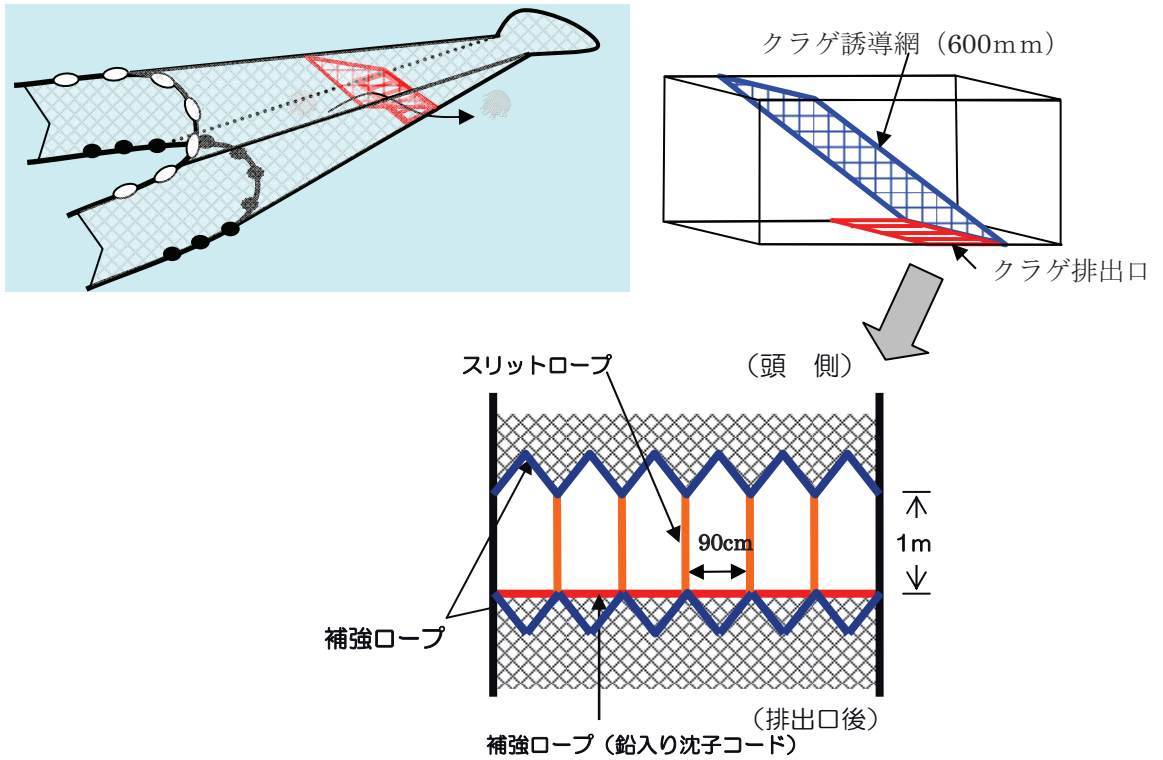 クラゲ誘導網（600mm）
クラゲ排出口
スリットロープ
（頭　側）
90cm
1m
補強ロープ
（排出口後）
補強ロープ（鉛入り沈子コード）